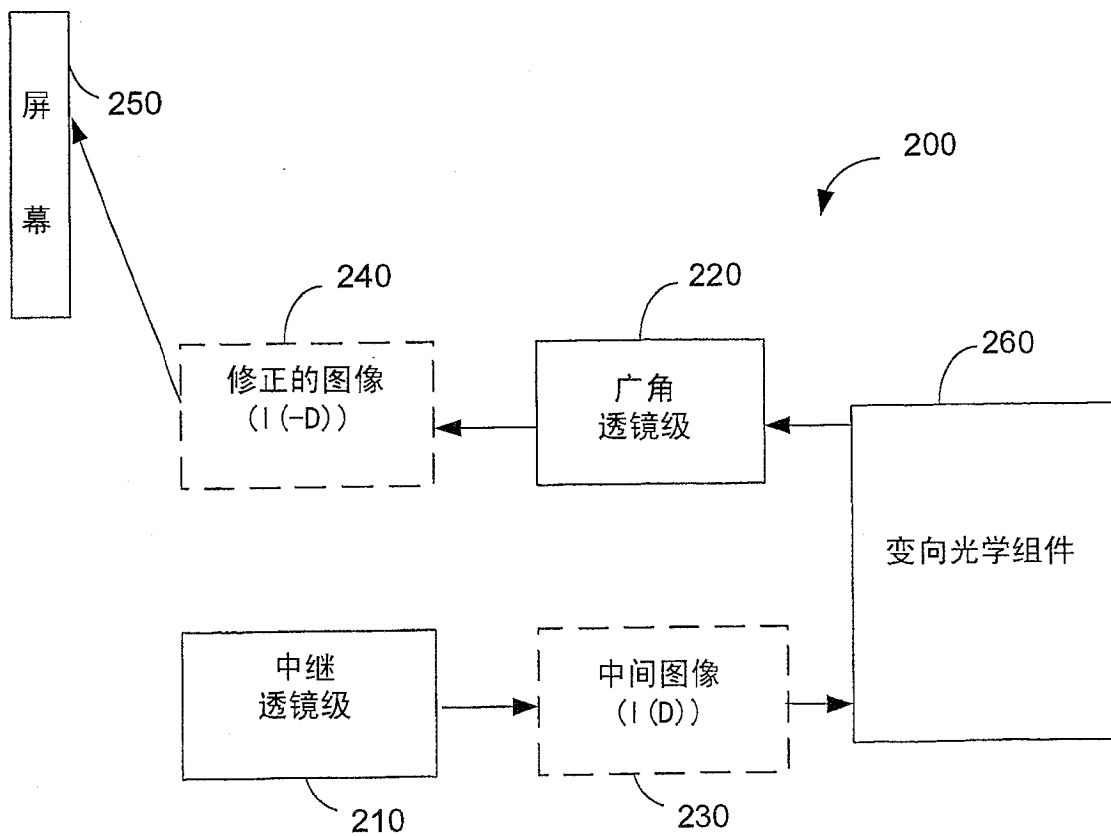 屏
幕
250
200
240
220
260
修正的图像
(I(-D))
广角
透镜级
变向光学组件
中继
透镜级
中间图像
(I(D))
210
230